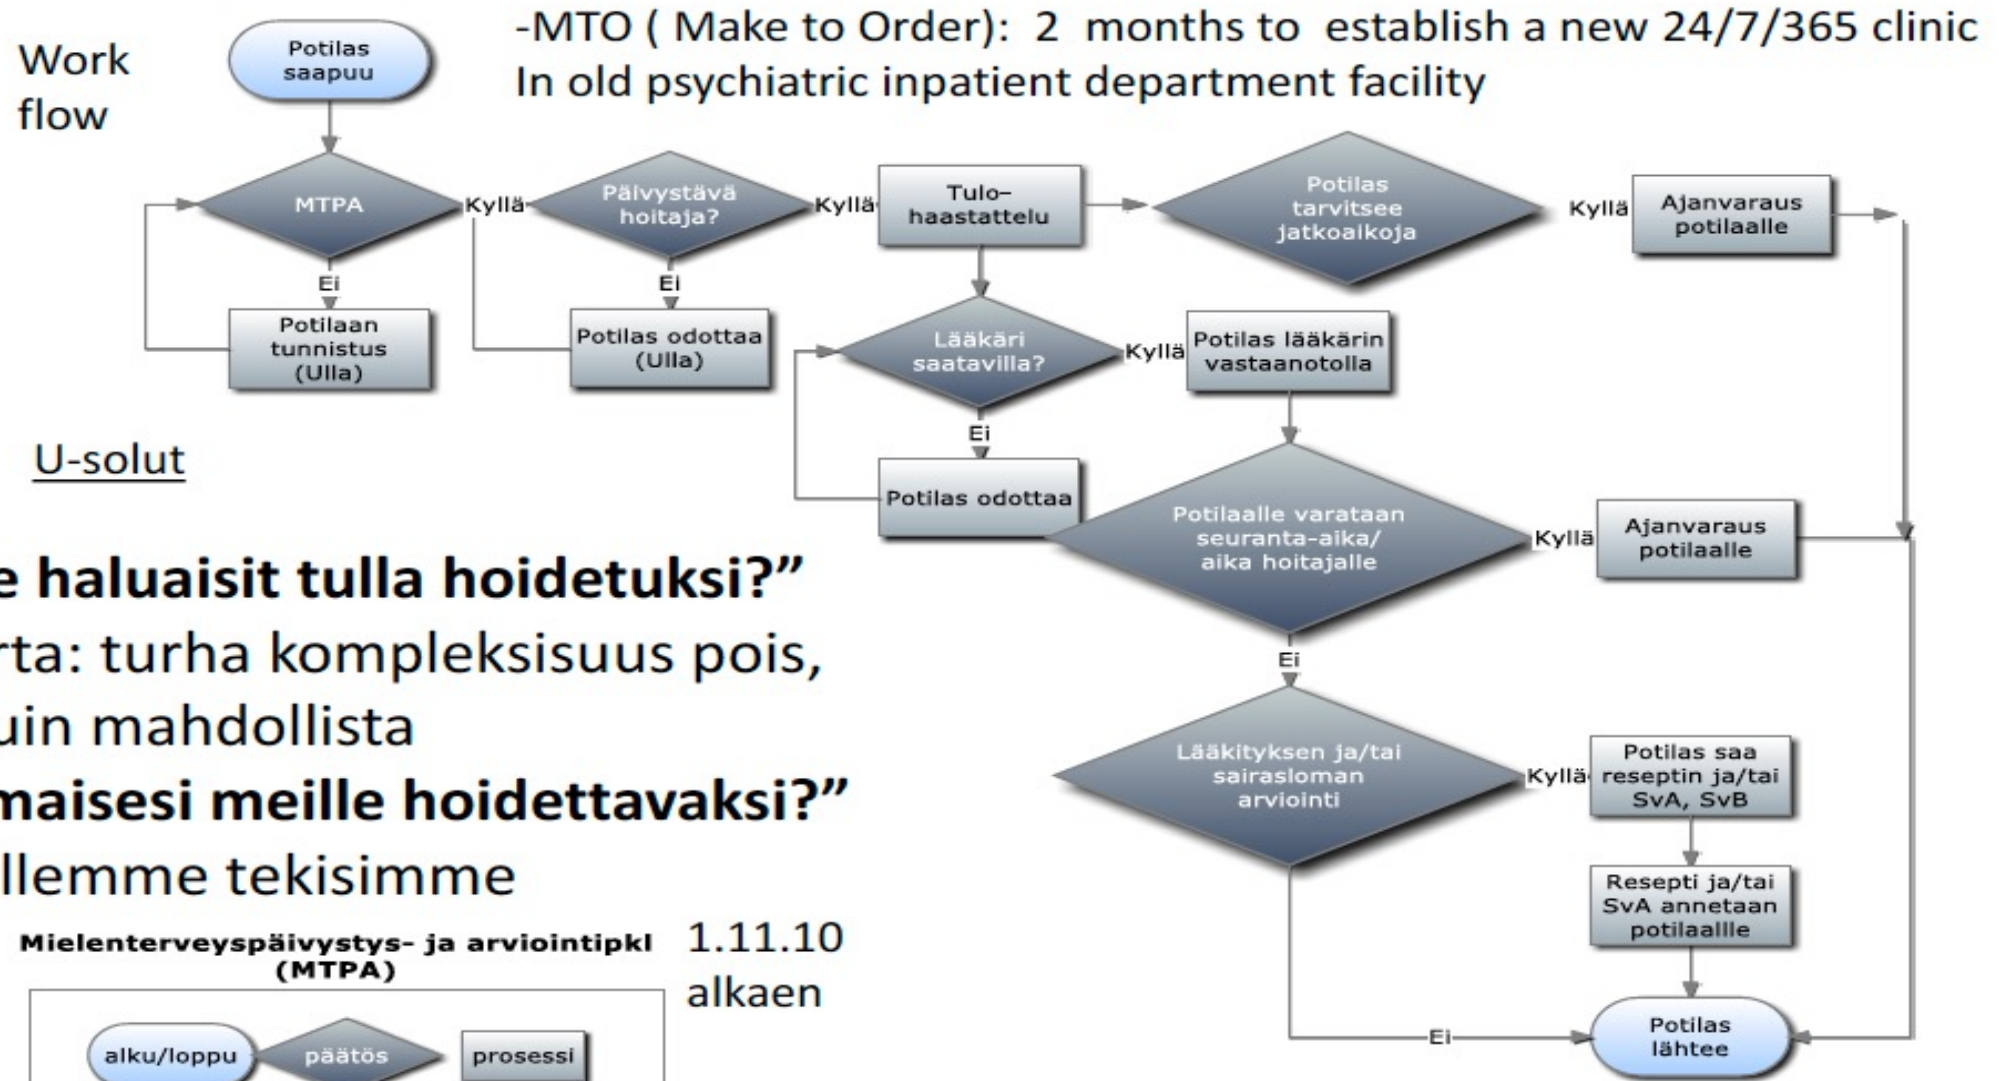 Work
flow
-MTO ( Make to Order):  2  months to  establish a new 24/7/365 clinic
In old psychiatric inpatient department facility
Potilas
saapuu
MTPA
Kyllä
Ei
Potilaan
tunnistus
(Ulla)
Päivystävä
hoitaja?
Kyllä
Ei
Potilas odottaa
(Ulla)
Tulo-
haastattelu
Potilas
tarvitsee
jatkoaikoja
Kyllä
Ajanvaraus
potilaalle
Lääkäri
saatavilla?
Kyllä
Ei
Potilas odottaa
Potilas lääkärin
vastaanotolla
Potilaalle varataan
seuranta-aika/
aika hoitajalle
Kyllä
Ajanvaraus
potilaalle
Ei
Lääkityksen ja/tai
sairasloman
arviointi
Kyllä
Potilas saa
reseptin ja/tai
SvA, SvB
Resepti ja/tai
SvA annetaan
potilaallle
Ei
Potilas
lähtee
U-solut
e haluaisit tulla hoidetuksi?”
rta: turha kompleksisuus pois,
uin mahdollista
maisesi meille hoidettavaksi?”
llemme tekisimme
Mielenterveyspäivystys- ja arviointipkl
(MTPA)
1.11.10
alkaen
alku/loppu
päätös
prosessi